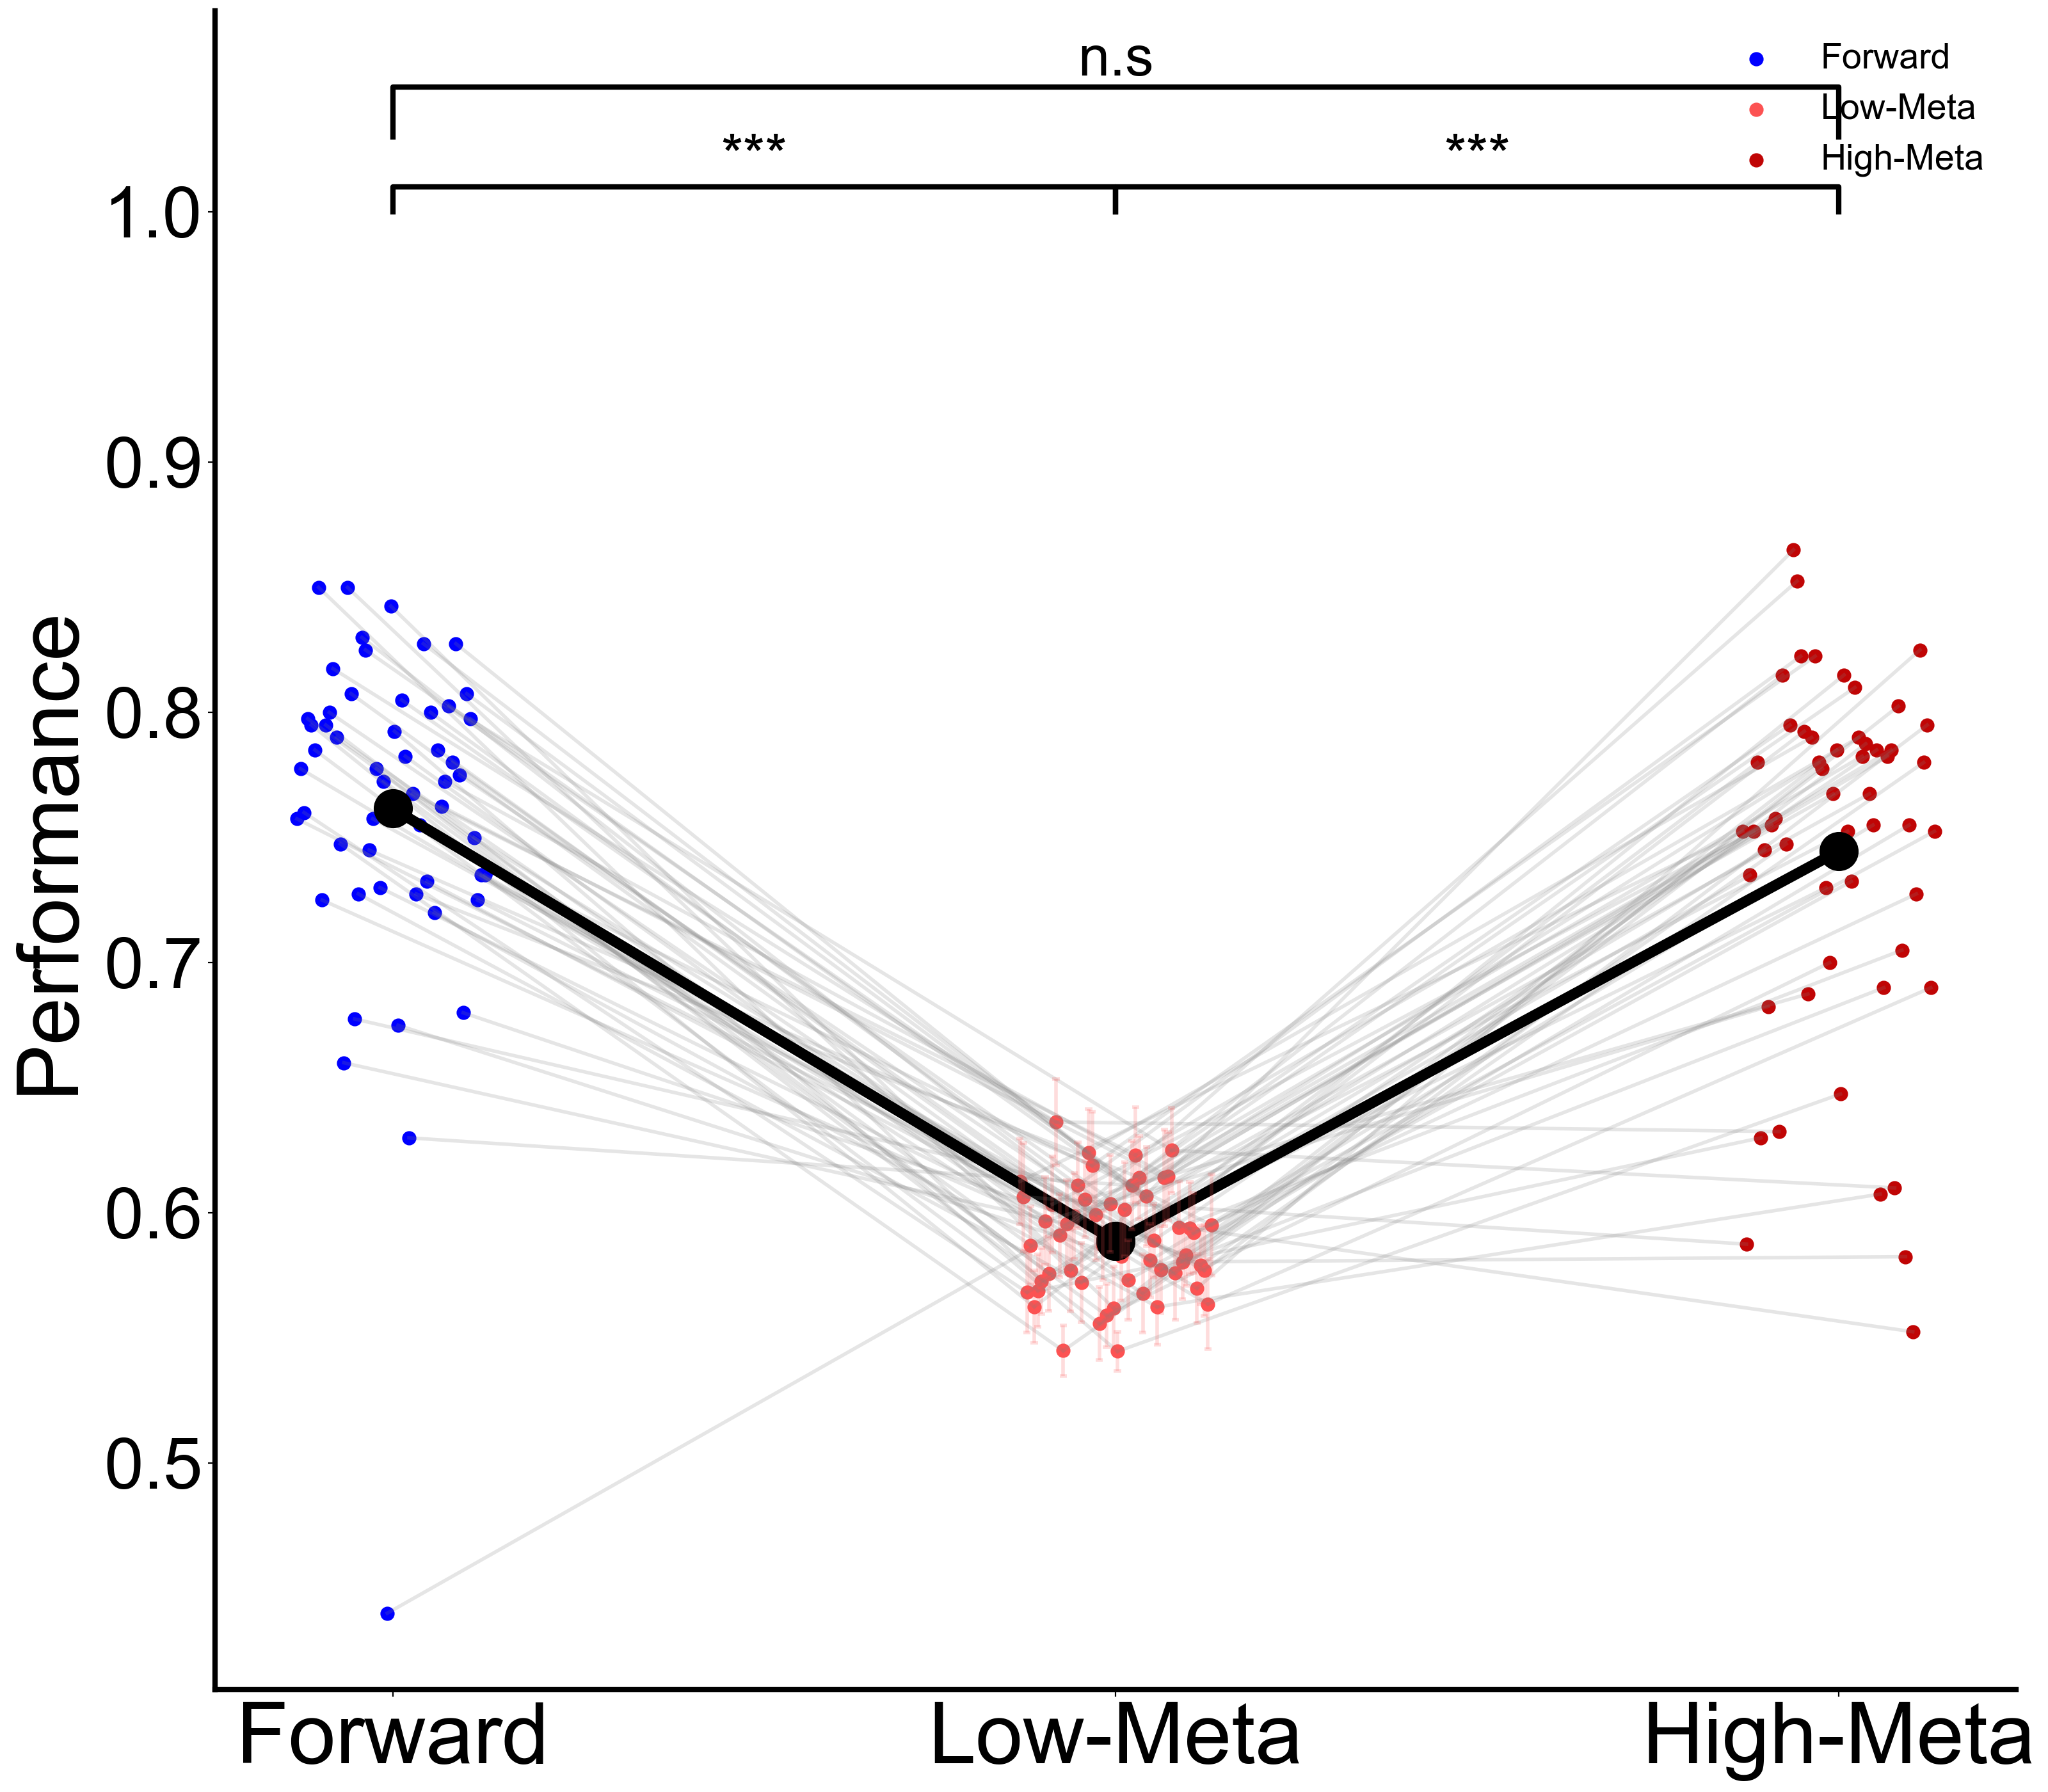 n.s
Forward
Low-Meta
High-Meta
*** ***
1.0
0.9
0.8
0.7
0.6
0.5
Performance
Forward Low-Meta High-Meta